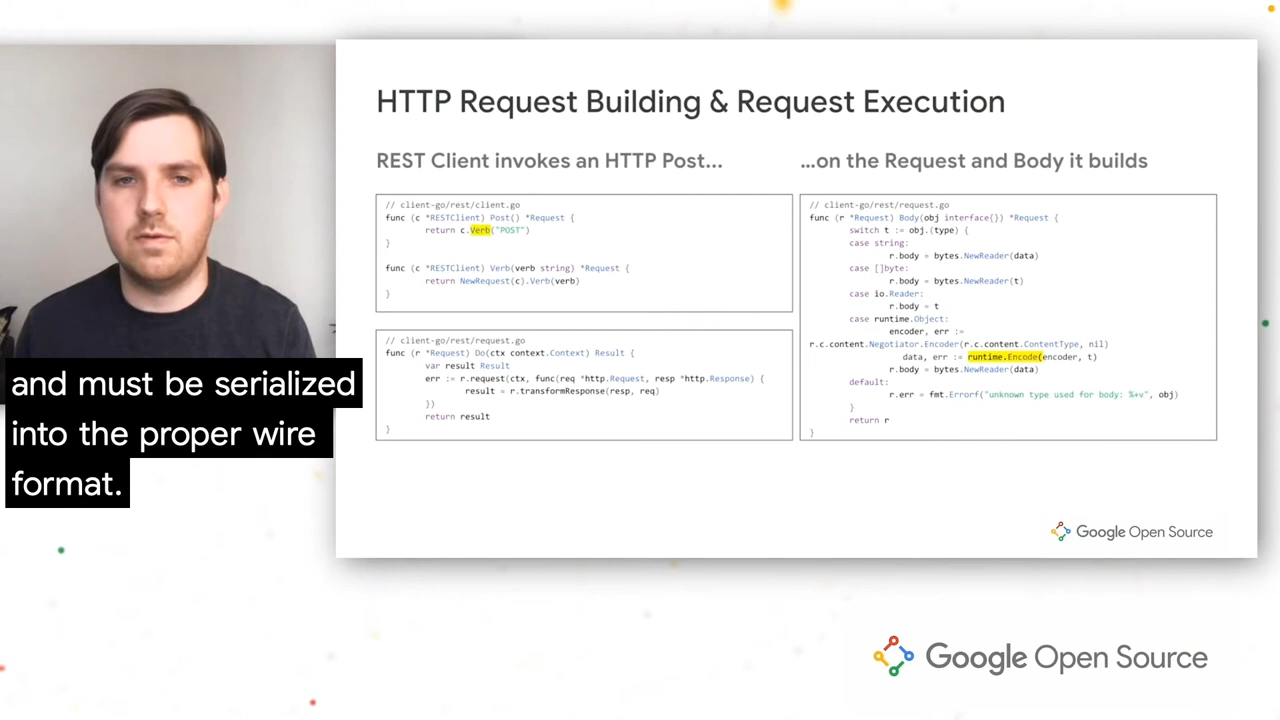 HTTP Request Building & Request Execution
REST Client invokes an HTTP Post...
// client-go/rest/client.go
func (c *RESTClient) Post() *Request {
return c.Verb("POST")
}
func (c *RESTClient) Verb(verb string) *Request {
return NewRequest(c).Verb(verb)
}
// client-go/rest/request.go
func (r *Request) Do(ctx context.Context) Result {
var result Result
err := r.request(ctx, func(req *http.Request, resp *http.Response) {
result = r.transformResponse(resp, req)
})
return result
}
...on the Request and Body it builds
// client-go/rest/request.go
func (r *Request) Body(obj interface{}) *Request {
switch t := obj.(type) {
case string:
r.body = bytes.NewReader(data)
case []byte:
r.body = bytes.NewReader(t)
case io.Reader:
r.body = t
case runtime.Object:
encoder, err :=
r.c.content.Negotiator.Encoder(r.c.content.ContentType, nil)
data, err := runtime.Encode(encoder, t)
r.body = bytes.NewReader(data)
default:
r.err = fmt.Errorf("unknown type used for body: %+v", obj)
}
return r
}
Google Open Source
and must be serialized
into the proper wire
format.
Google Open Source